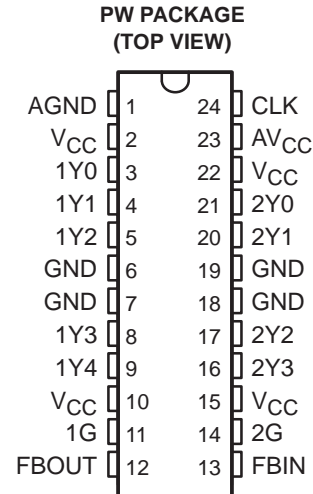 PW PACKAGE
(TOP VIEW)
AGND 1 24 CLK
VCC 2 23 AVCC
1Y0 3 22 VCC
1Y1 4 21 2Y0
1Y2 5 20 2Y1
GND 6 19 GND
GND 7 18 GND
1Y3 8 17 2Y2
1Y4 9 16 2Y3
VCC 10 15 VCC
1G 11 14 2G
FBOUT 12 13 FBIN